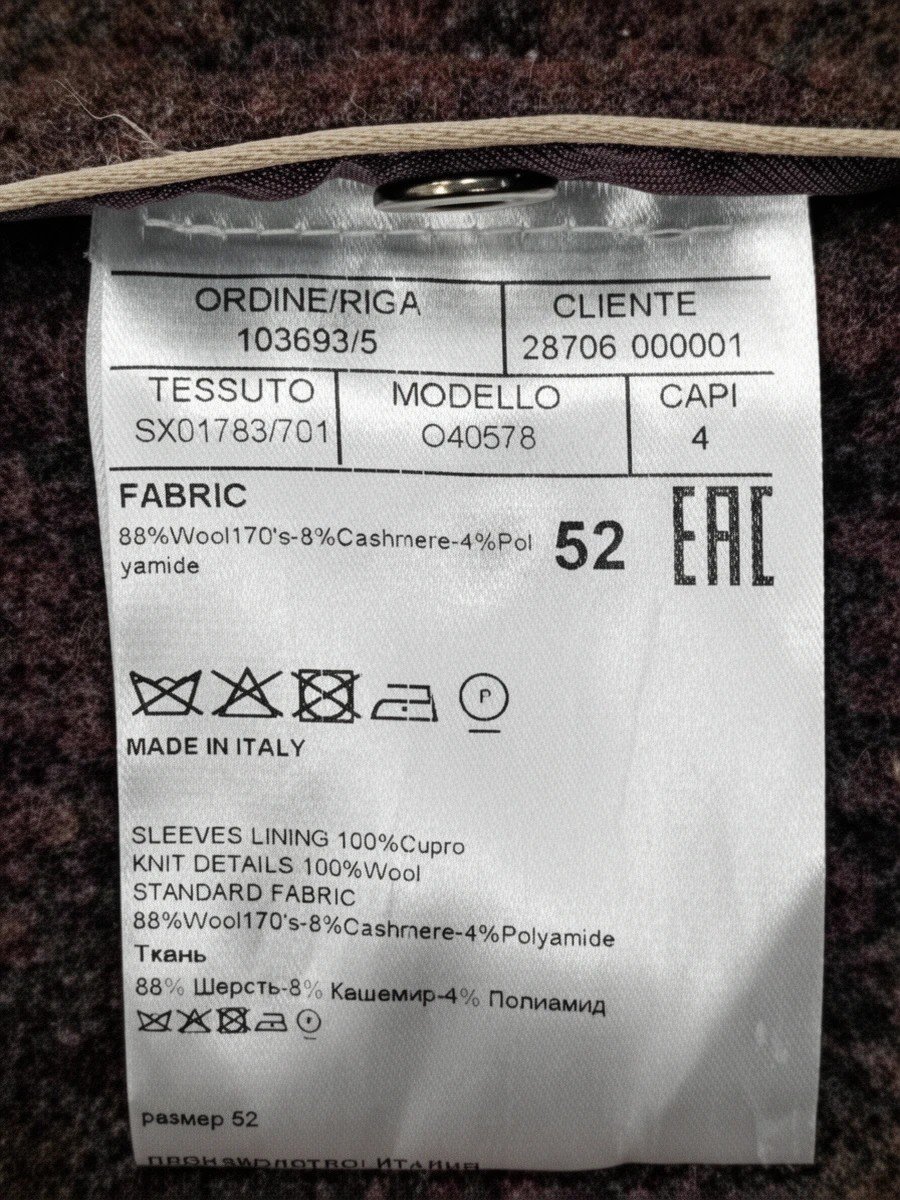 ORDINE/RIGA CLIENTE
103693/5 28706 000001
TESSUTO MODELLO CAPI
SX01783/701 O40578 4
FABRIC
88%Wool170's-8%Cashmere-4%Pol
yamide
52
EAC
P
MADE IN ITALY
SLEEVES LINING 100%Cupro
KNIT DETAILS 100%Wool
STANDARD FABRIC
88%Wool170's-8%Cashmere-4%Polyamide
Ткань
88% Шерсть-8% Кашемир-4% Полиамид
размер 52